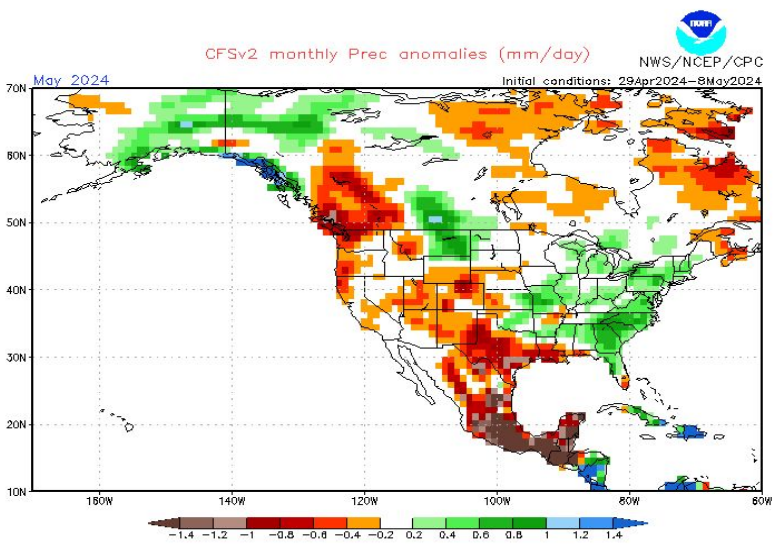 NOAA
CFSv2 monthly Prec anomalies (mm/day)
NWS/NCEP/CPC
May 2024
Initial conditions: 29Apr2024-8May2024
70N
60N
50N
40N
30N
20N
10N
160W 140W 120W 100W 80W 60W
-1.4 -1.2 -1 -0.8 -0.6 -0.4 -0.2 0.2 0.4 0.6 0.8 1 1.2 1.4